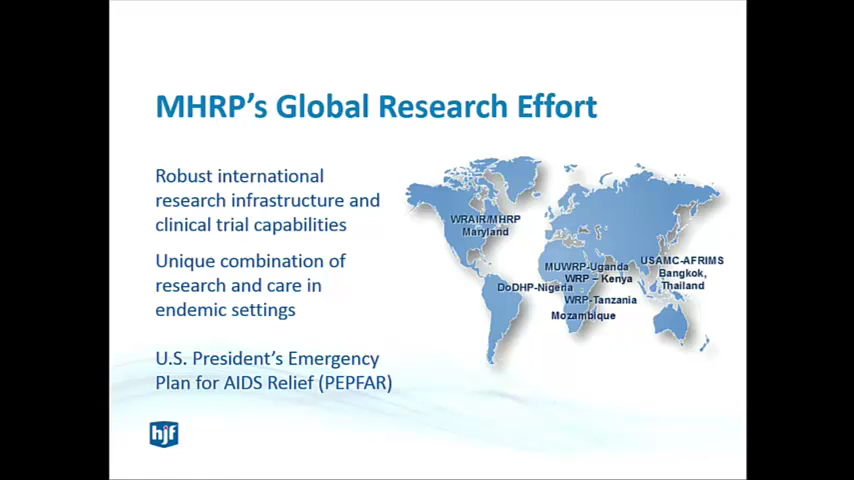 MHRP’s Global Research Effort
Robust international
research infrastructure and
clinical trial capabilities
Unique combination of
research and care in
endemic settings
U.S. President’s Emergency
Plan for AIDS Relief (PEPFAR)
WRAIR/MHRP
Maryland
MUWRP-Uganda
WRP – Kenya
DoDHP-Nigeria
WRP-Tanzania
Mozambique
USAMC-AFRIMS
Bangkok,
Thailand
hjf